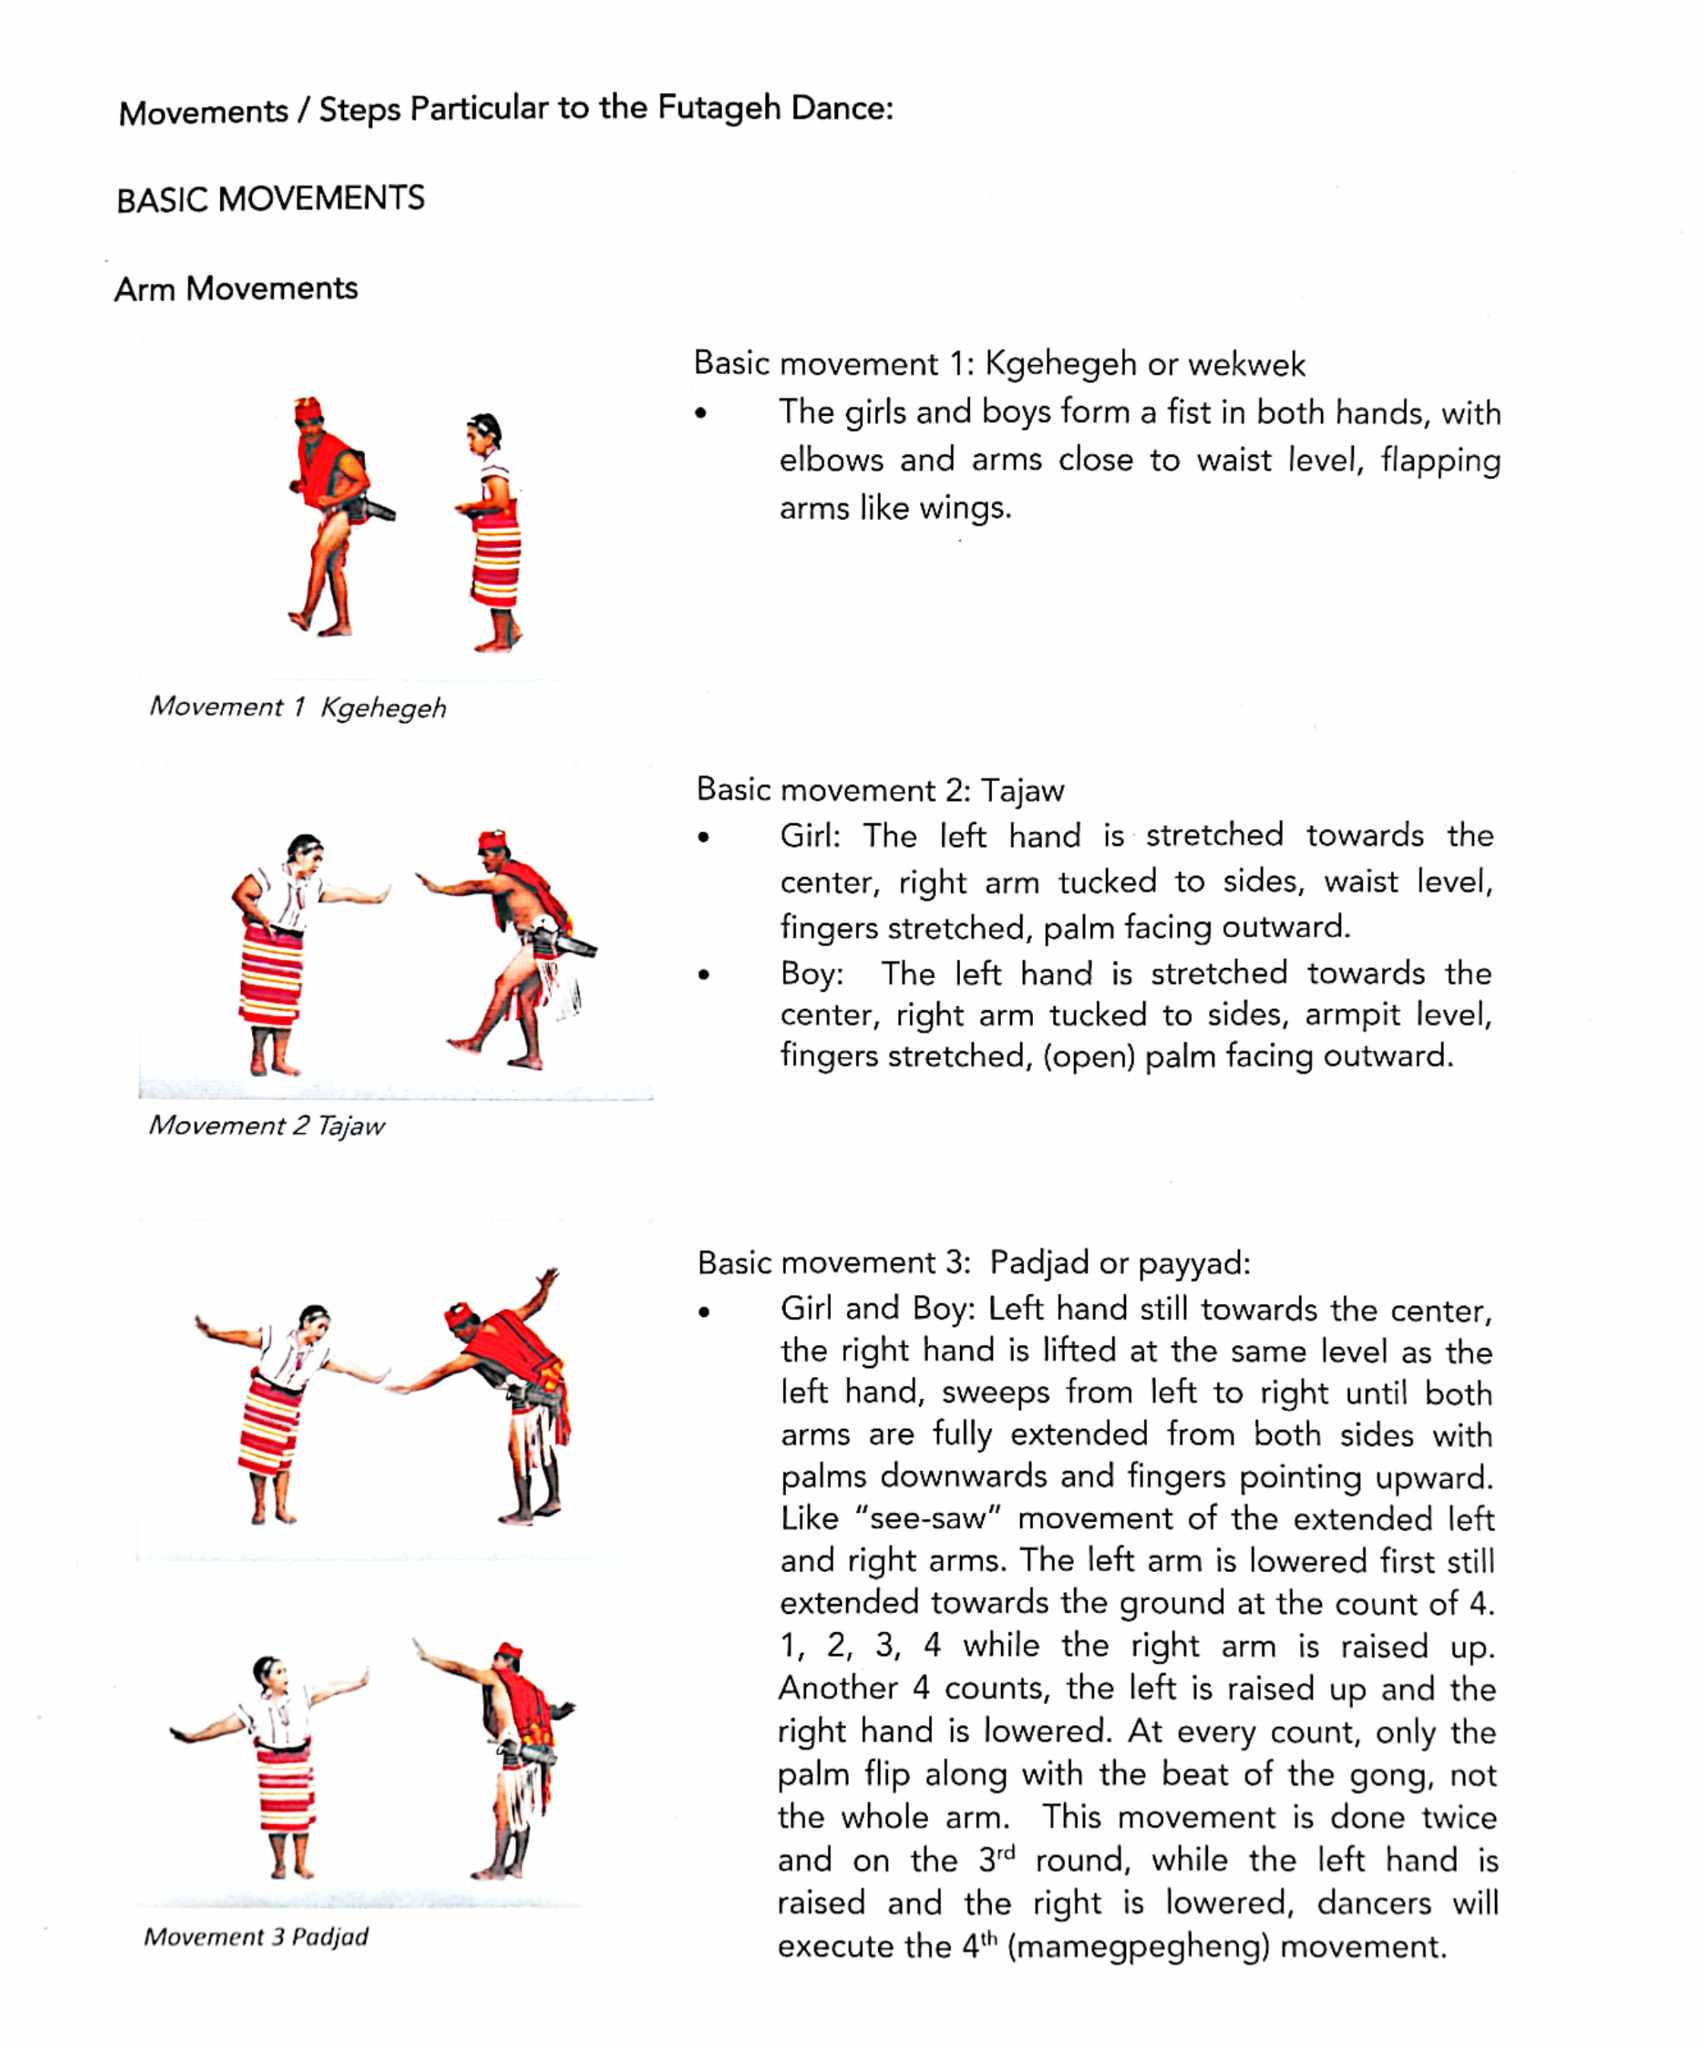 Movements / Steps Particular to the Futageh Dance:
BASIC MOVEMENTS
Arm Movements
Basic movement 1: Kgehegeh or wekwek
• The girls and boys form a fist in both hands, with
elbows and arms close to waist level, flapping
arms like wings.
Movement 1 Kgehegeh
Basic movement 2: Tajaw
• Girl: The left hand is stretched towards the
center, right arm tucked to sides, waist level,
fingers stretched, palm facing outward.
• Boy: The left hand is stretched towards the
center, right arm tucked to sides, armpit level,
fingers stretched, (open) palm facing outward.
Movement 2 Tajaw
Basic movement 3: Padjad or payyad:
• Girl and Boy: Left hand still towards the center,
the right hand is lifted at the same level as the
left hand, sweeps from left to right until both
arms are fully extended from both sides with
palms downwards and fingers pointing upward.
Like “see-saw” movement of the extended left
and right arms. The left arm is lowered first still
extended towards the ground at the count of 4.
1, 2, 3, 4 while the right arm is raised up.
Another 4 counts, the left is raised up and the
right hand is lowered. At every count, only the
palm flip along with the beat of the gong, not
the whole arm. This movement is done twice
and on the 3rd round, while the left hand is
raised and the right is lowered, dancers will
execute the 4th (mamegpegheng) movement.
Movement 3 Padjad